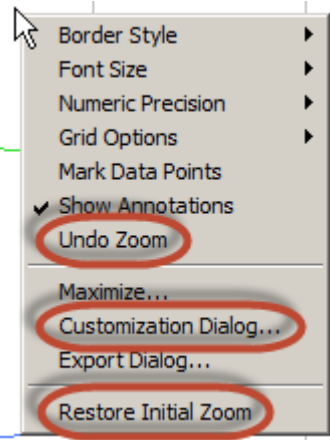 Border Style
Font Size
Numeric Precision
Grid Options
Mark Data Points
Show Annotations
Undo Zoom
Maximize...
Customization Dialog...
Export Dialog...
Restore Initial Zoom